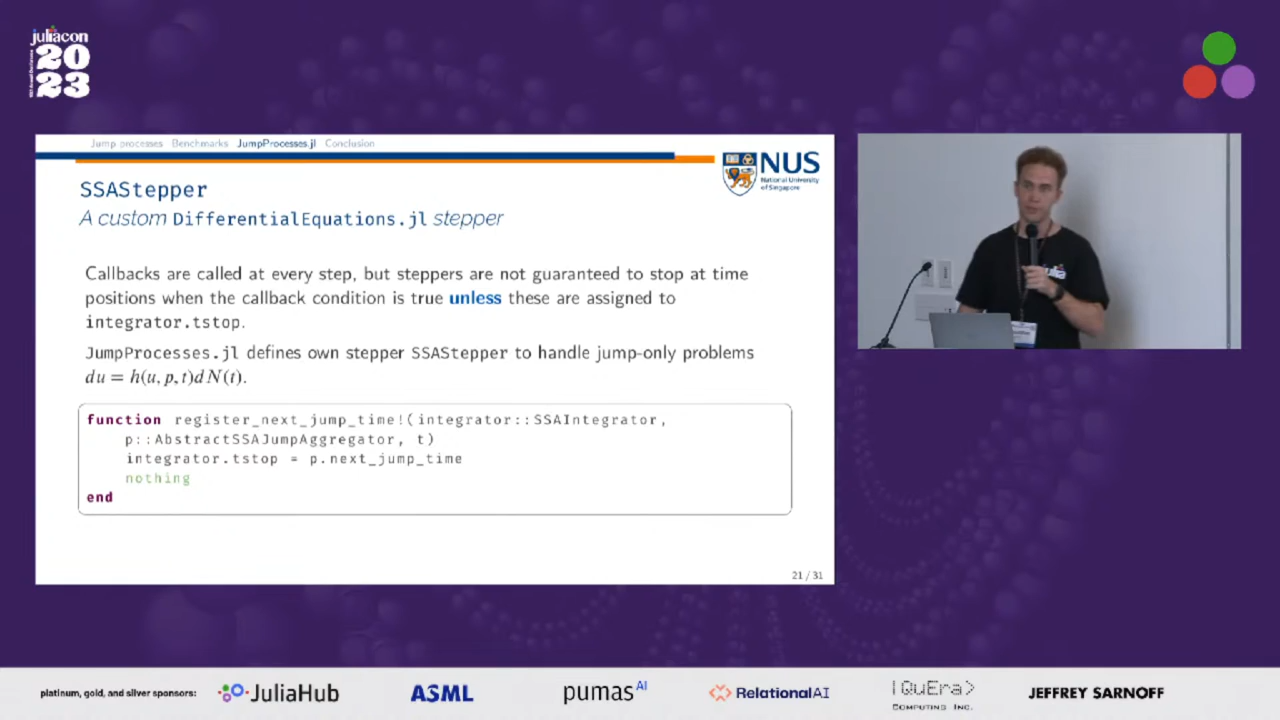 juliacon
20
23
Jump processes Benchmarks JumpProcesses.jl Conclusion
NUS
National University
of Singapore
SSAStepper
A custom DifferentialEquations.jl stepper
Callbacks are called at every step, but steppers are not guaranteed to stop at time
positions when the callback condition is true unless these are assigned to
integrator.tstop.
JumpProcesses.jl defines own stepper SSAStepper to handle jump-only problems
du = h(u, p, t)dN(t).
function register_next_jump_time!(integrator::SSAIntegrator,
p::AbstractSSAJumpAggregator, t)
integrator.tstop = p.next_jump_time
nothing
end
21 / 31
platinum, gold, and silver sponsors:
JuliaHub
ASML
pumasAI
RelationalAI
|QuEra>
COMPUTING INC.
JEFFREY SARNOFF